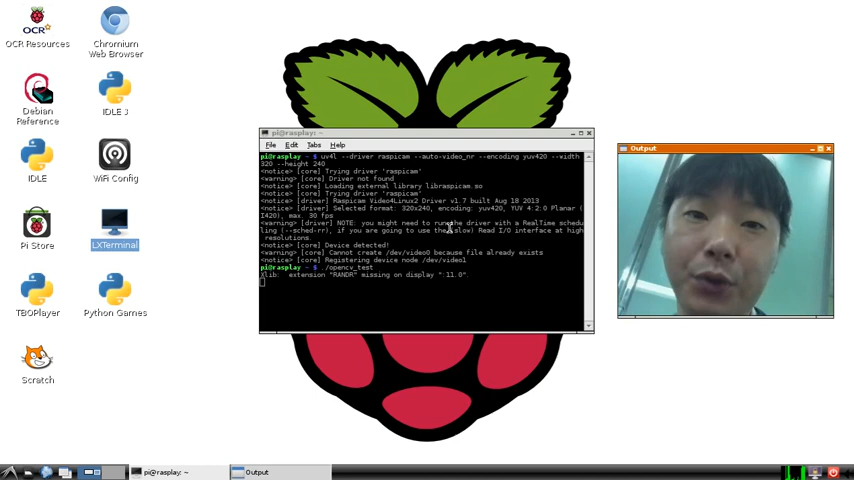 OCR Resources
Chromium
Web Browser
Debian
Reference
IDLE 3
IDLE
WiFi Config
Pi Store
LXTerminal
TBOPlayer
Python Games
Scratch
pi@rasplay: ~
File Edit Tabs Help
pi@rasplay ~ $ uv4l --driver raspicam --auto-video_nr --encoding yuv420 --width
320 --height 240
<notice> [core] Trying driver 'raspicam'
<warning> [core] Driver not found
<notice> [core] Loading external library libraspicam.so
<notice> [core] Trying driver 'raspicam'
<notice> [driver] Raspicam Video4Linux2 Driver v1.7 built Aug 18 2013
<notice> [driver] Selected format: 320x240, encoding: yuv420, YUV 4:2:0 Planar (
I420), max. 30 fps
<warning> [driver] NOTE: you might need to run the driver with a RealTime schedu
ling (--sched-rr), if you are going to use the (slow) Read I/O interface at high
resolutions
<notice> [core] Device detected!
<warning> [core] Cannot create /dev/video0 because file already exists
<notice> [core] Registering device node /dev/video1
pi@rasplay ~ $ ./opencv_test
Xlib:  extension "RANDR" missing on display ":11.0".
Output
OCR
pi@rasplay: ~
Output